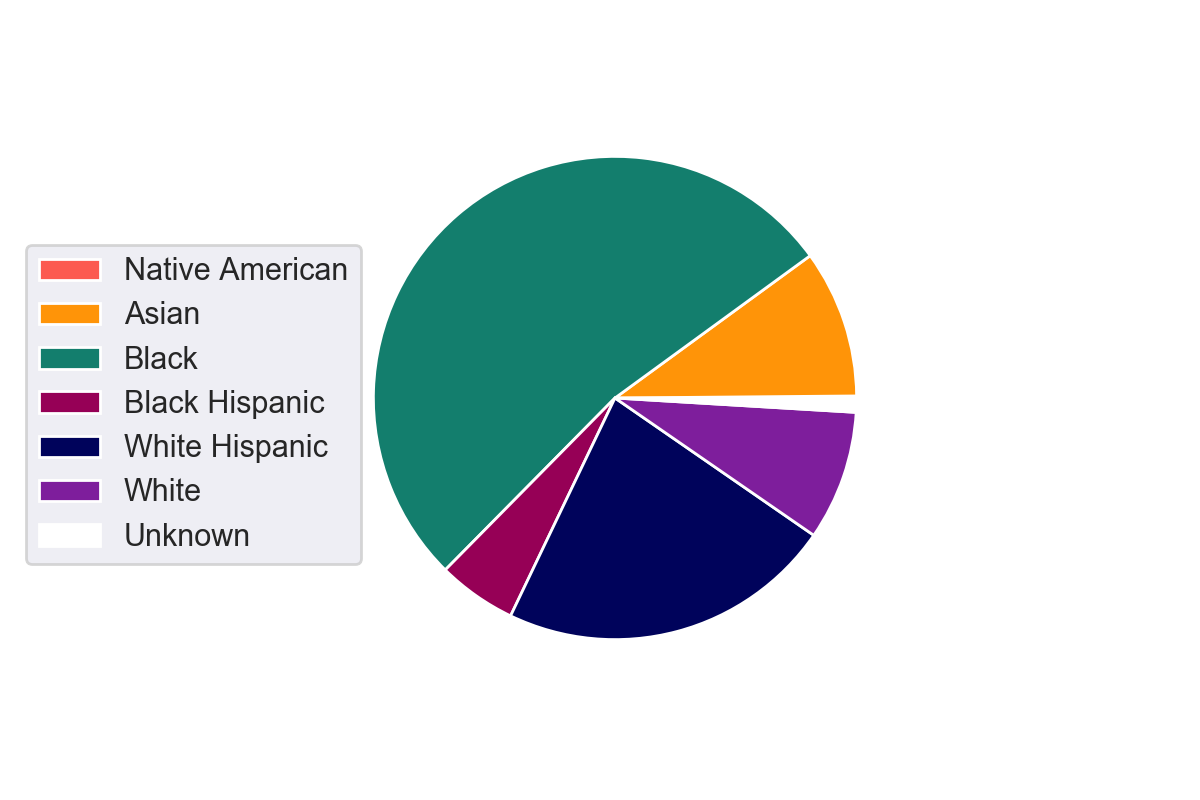 Native American
Asian
Black
Black Hispanic
White Hispanic
White
Unknown